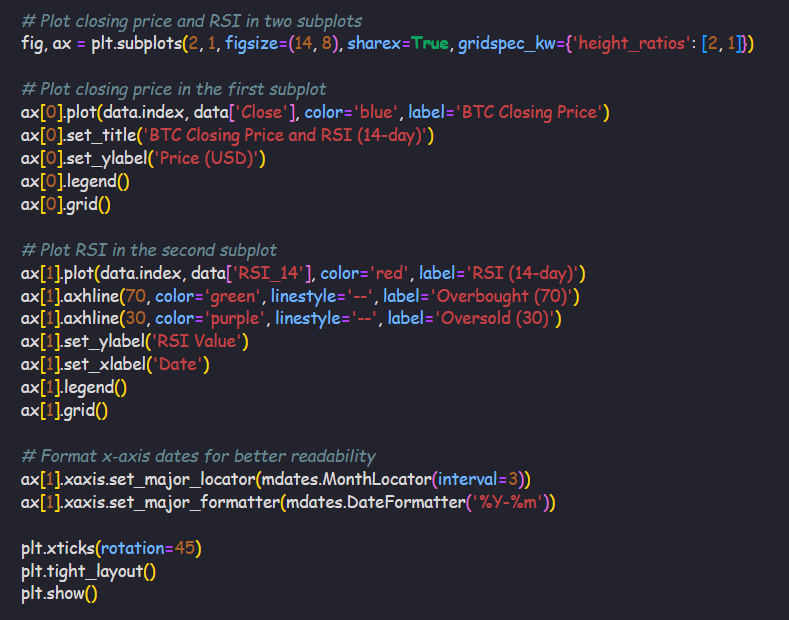 # Plot closing price and RSI in two subplots
fig, ax = plt.subplots(2, 1, figsize=(14, 8), sharex=True, gridspec_kw={'height_ratios': [2, 1]})
# Plot closing price in the first subplot
ax[0].plot(data.index, data['Close'], color='blue', label='BTC Closing Price')
ax[0].set_title('BTC Closing Price and RSI (14-day)')
ax[0].set_ylabel('Price (USD)')
ax[0].legend()
ax[0].grid()
# Plot RSI in the second subplot
ax[1].plot(data.index, data['RSI_14'], color='red', label='RSI (14-day)')
ax[1].axhline(70, color='green', linestyle='--', label='Overbought (70)')
ax[1].axhline(30, color='purple', linestyle='--', label='Oversold (30)')
ax[1].set_ylabel('RSI Value')
ax[1].set_xlabel('Date')
ax[1].legend()
ax[1].grid()
# Format x-axis dates for better readability
ax[1].xaxis.set_major_locator(mdates.MonthLocator(interval=3))
ax[1].xaxis.set_major_formatter(mdates.DateFormatter('%Y-%m'))
plt.xticks(rotation=45)
plt.tight_layout()
plt.show()